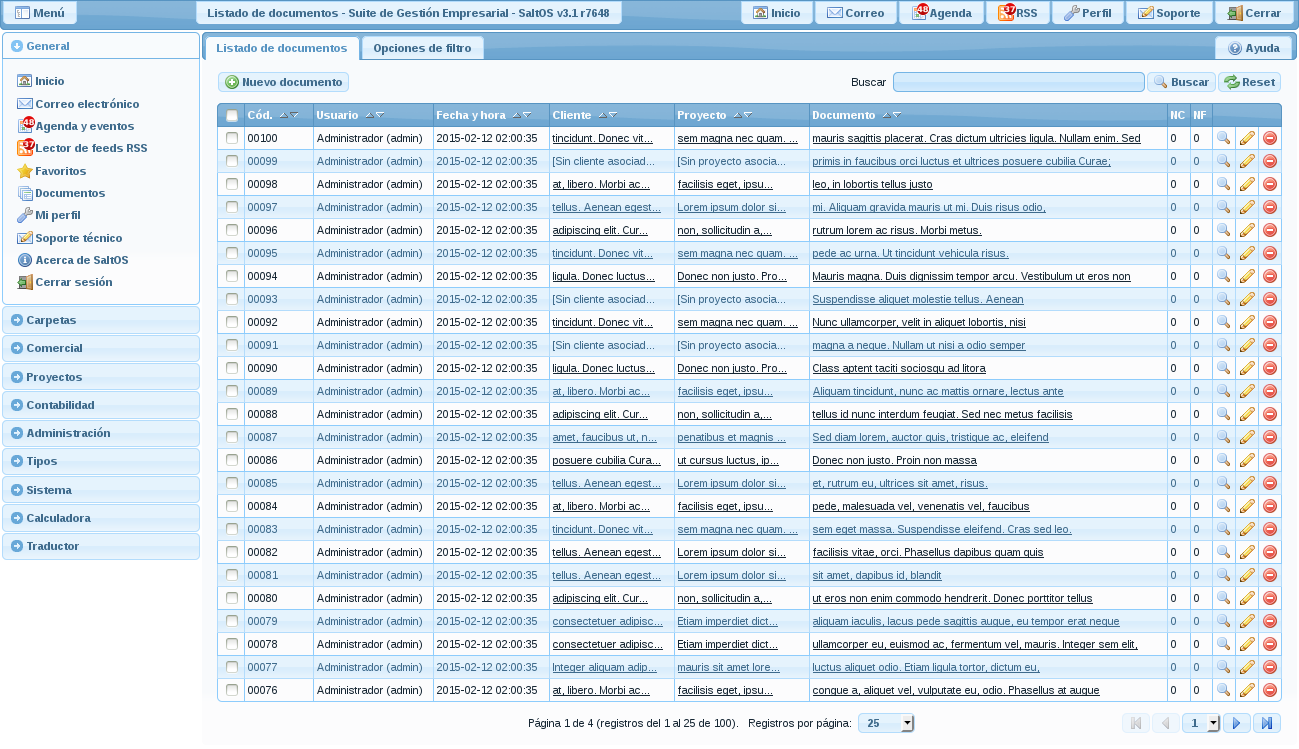 Menú
Listado de documentos - Suite de Gestión Empresarial - SaltOS v3.1 r7648
Inicio Correo 48 Agenda 37 RSS Perfil Soporte Cerrar
General
Inicio
Correo electrónico
48 Agenda y eventos
37 Lector de feeds RSS
Favoritos
Documentos
Mi perfil
Soporte técnico
Acerca de SaltOS
Cerrar sesión
Carpetas
Comercial
Proyectos
Contabilidad
Administración
Tipos
Sistema
Calculadora
Traductor
Listado de documentos Opciones de filtro Ayuda
Nuevo documento Buscar Buscar Reset
Cód. Usuario Fecha y hora Cliente Proyecto Documento NC NF
00100 Administrador (admin) 2015-02-12 02:00:35 tincidunt. Donec vit... sem magna nec quam. ... mauris sagittis placerat. Cras dictum ultricies ligula. Nullam enim. Sed 0 0
00099 Administrador (admin) 2015-02-12 02:00:35 [Sin cliente asociad... [Sin proyecto asocia... primis in faucibus orci luctus et ultrices posuere cubilia Curae; 0 0
00098 Administrador (admin) 2015-02-12 02:00:35 at, libero. Morbi ac... facilisis eget, ipsu... leo, in lobortis tellus justo 0 0
00097 Administrador (admin) 2015-02-12 02:00:35 tellus. Aenean egest... Lorem ipsum dolor si... mi. Aliquam gravida mauris ut mi. Duis risus odio, 0 0
00096 Administrador (admin) 2015-02-12 02:00:35 adipiscing elit. Cur... non, sollicitudin a,... rutrum lorem ac risus. Morbi metus. 0 0
00095 Administrador (admin) 2015-02-12 02:00:35 tincidunt. Donec vit... sem magna nec quam. ... pede ac urna. Ut tincidunt vehicula risus. 0 0
00094 Administrador (admin) 2015-02-12 02:00:35 ligula. Donec luctus... Donec non justo. Pro... Mauris magna. Duis dignissim tempor arcu. Vestibulum ut eros non 0 0
00093 Administrador (admin) 2015-02-12 02:00:35 [Sin cliente asociad... [Sin proyecto asocia... Suspendisse aliquet molestie tellus. Aenean 0 0
00092 Administrador (admin) 2015-02-12 02:00:35 tincidunt. Donec vit... sem magna nec quam. ... Nunc ullamcorper, velit in aliquet lobortis, nisi 0 0
00091 Administrador (admin) 2015-02-12 02:00:35 [Sin cliente asociad... [Sin proyecto asocia... magna a neque. Nullam ut nisi a odio semper 0 0
00090 Administrador (admin) 2015-02-12 02:00:35 ligula. Donec luctus... Donec non justo. Pro... Class aptent taciti sociosqu ad litora 0 0
00089 Administrador (admin) 2015-02-12 02:00:35 at, libero. Morbi ac... facilisis eget, ipsu... Aliquam tincidunt, nunc ac mattis ornare, lectus ante 0 0
00088 Administrador (admin) 2015-02-12 02:00:35 adipiscing elit. Cur... non, sollicitudin a,... tellus id nunc interdum feugiat. Sed nec metus facilisis 0 0
00087 Administrador (admin) 2015-02-12 02:00:35 amet, faucibus ut, n... penatibus et magnis ... Sed diam lorem, auctor quis, tristique ac, eleifend 0 0
00086 Administrador (admin) 2015-02-12 02:00:35 posuere cubilia Cura... ut cursus luctus, ip... Donec non justo. Proin non massa 0 0
00085 Administrador (admin) 2015-02-12 02:00:35 tellus. Aenean egest... Lorem ipsum dolor si... et, rutrum eu, ultrices sit amet, risus. 0 0
00084 Administrador (admin) 2015-02-12 02:00:35 at, libero. Morbi ac... facilisis eget, ipsu... pede, malesuada vel, venenatis vel, faucibus 0 0
00083 Administrador (admin) 2015-02-12 02:00:35 tincidunt. Donec vit... sem magna nec quam. ... sem eget massa. Suspendisse eleifend. Cras sed leo. 0 0
00082 Administrador (admin) 2015-02-12 02:00:35 tellus. Aenean egest... Lorem ipsum dolor si... facilisis vitae, orci. Phasellus dapibus quam quis 0 0
00081 Administrador (admin) 2015-02-12 02:00:35 tellus. Aenean egest... Lorem ipsum dolor si... sit amet, dapibus id, blandit 0 0
00080 Administrador (admin) 2015-02-12 02:00:35 adipiscing elit. Cur... non, sollicitudin a,... ut eros non enim commodo hendrerit. Donec porttitor tellus 0 0
00079 Administrador (admin) 2015-02-12 02:00:35 consectetuer adipisc... Etiam imperdiet dict... aliquam iaculis, lacus pede sagittis augue, eu tempor erat neque 0 0
00078 Administrador (admin) 2015-02-12 02:00:35 consectetuer adipisc... Etiam imperdiet dict... ullamcorper eu, euismod ac, fermentum vel, mauris. Integer sem elit, 0 0
00077 Administrador (admin) 2015-02-12 02:00:35 Integer aliquam adip... mauris sit amet lore... luctus aliquet odio. Etiam ligula tortor, dictum eu, 0 0
00076 Administrador (admin) 2015-02-12 02:00:35 at, libero. Morbi ac... facilisis eget, ipsu... congue a, aliquet vel, vulputate eu, odio. Phasellus at augue 0 0
Página 1 de 4 (registros del 1 al 25 de 100). Registros por página: 25 1